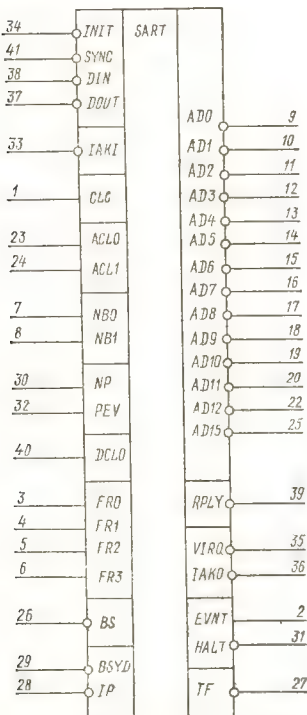 SART
34 INIT
41 SYNC
38 DIN
37 DOUT
33 IAKI
1 CLC
23 ACL0
24 ACL1
7 NB0
8 NB1
30 NP
32 PEV
40 DCLO
3 FR0
4 FR1
5 FR2
6 FR3
26 BS
29 BSYD
28 IP
AD0 9
AD1 10
AD2 11
AD3 12
AD4 13
AD5 14
AD6 15
AD7 16
AD8 17
AD9 18
AD10 19
AD11 20
AD12 22
AD15 25
RPLY 39
VIRQ 35
IAKO 36
EVNT 2
HALT 31
TF 27